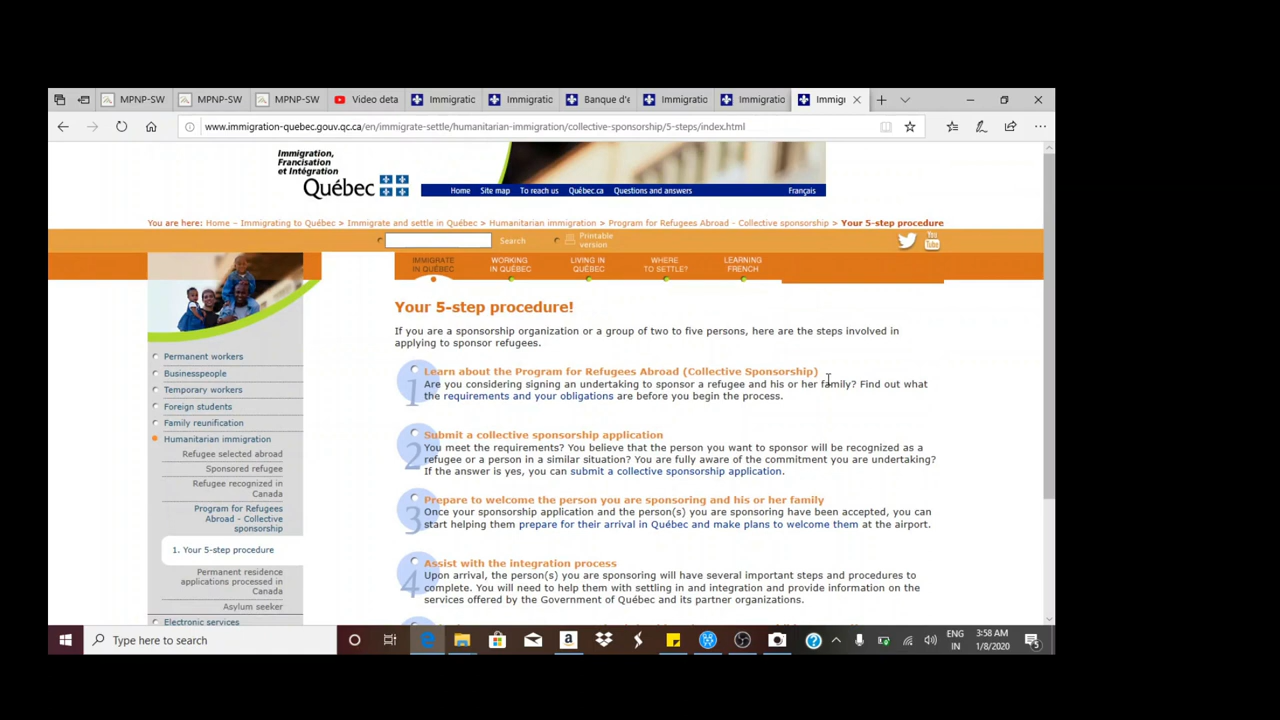 MPNP-SW
MPNP-SW
MPNP-SW
Video deta
Immigratic
Immigratic
Banque d'e
Immigratic
Immigratio
Immigr
www.immigration-quebec.gouv.qc.ca/en/immigrate-settle/humanitarian-immigration/collective-sponsorship/5-steps/index.html
Immigration,
Francisation
et Intégration
Québec
Home Site map To reach us Québec.ca Questions and answers Français
You are here: Home – Immigrating to Québec > Immigrate and settle in Québec > Humanitarian immigration > Program for Refugees Abroad - Collective sponsorship > Your 5-step procedure
Search
Printable
version
You
Tube
IMMIGRATE
IN QUÉBEC
WORKING
IN QUÉBEC
LIVING IN
QUÉBEC
WHERE
TO SETTLE?
LEARNING
FRENCH
Permanent workers
Businesspeople
Temporary workers
Foreign students
Family reunification
Humanitarian immigration
Refugee selected abroad
Sponsored refugee
Refugee recognized in
Canada
Program for Refugees
Abroad - Collective
sponsorship
1. Your 5-step procedure
Permanent residence
applications processed in
Canada
Asylum seeker
Electronic services
Your 5-step procedure!
If you are a sponsorship organization or a group of two to five persons, here are the steps involved in
applying to sponsor refugees.
1
Learn about the Program for Refugees Abroad (Collective Sponsorship)
Are you considering signing an undertaking to sponsor a refugee and his or her family? Find out what
the requirements and your obligations are before you begin the process.
2
Submit a collective sponsorship application
You meet the requirements? You believe that the person you want to sponsor will be recognized as a
refugee or a person in a similar situation? You are fully aware of the commitment you are undertaking?
If the answer is yes, you can submit a collective sponsorship application.
3
Prepare to welcome the person you are sponsoring and his or her family
Once your sponsorship application and the person(s) you are sponsoring have been accepted, you can
start helping them prepare for their arrival in Québec and make plans to welcome them at the airport.
4
Assist with the integration process
Upon arrival, the person(s) you are sponsoring will have several important steps and procedures to
complete. You will need to help them with settling in and integration and provide information on the
services offered by the Government of Québec and its partner organizations.
Type here to search
ENG
IN
3:58 AM
1/8/2020
5